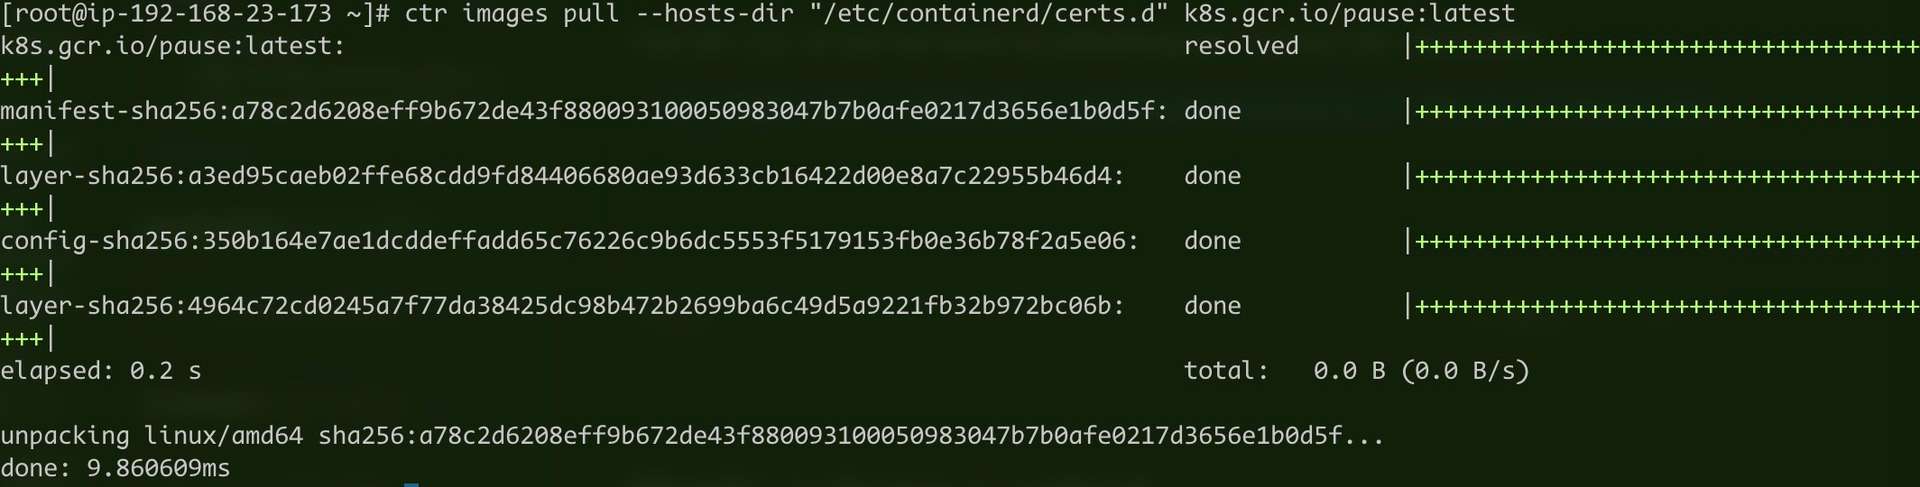 [root@ip-192-168-23-173 ~]# ctr images pull --hosts-dir "/etc/containerd/certs.d" k8s.gcr.io/pause:latest
k8s.gcr.io/pause:latest: resolved |+++++++++++++++++++++++++++++++++++
+++|
manifest-sha256:a78c2d6208eff9b672de43f880093100050983047b7b0afe0217d3656e1b0d5f: done |+++++++++++++++++++++++++++++++++++
+++|
layer-sha256:a3ed95caeb02ffe68cdd9fd84406680ae93d633cb16422d00e8a7c22955b46d4: done |+++++++++++++++++++++++++++++++++++
+++|
config-sha256:350b164e7ae1dcddeffadd65c76226c9b6dc5553f5179153fb0e36b78f2a5e06: done |+++++++++++++++++++++++++++++++++++
+++|
layer-sha256:4964c72cd0245a7f77da38425dc98b472b2699ba6c49d5a9221fb32b972bc06b: done |+++++++++++++++++++++++++++++++++++
+++|
elapsed: 0.2 s total: 0.0 B (0.0 B/s)
unpacking linux/amd64 sha256:a78c2d6208eff9b672de43f880093100050983047b7b0afe0217d3656e1b0d5f...
done: 9.860609ms